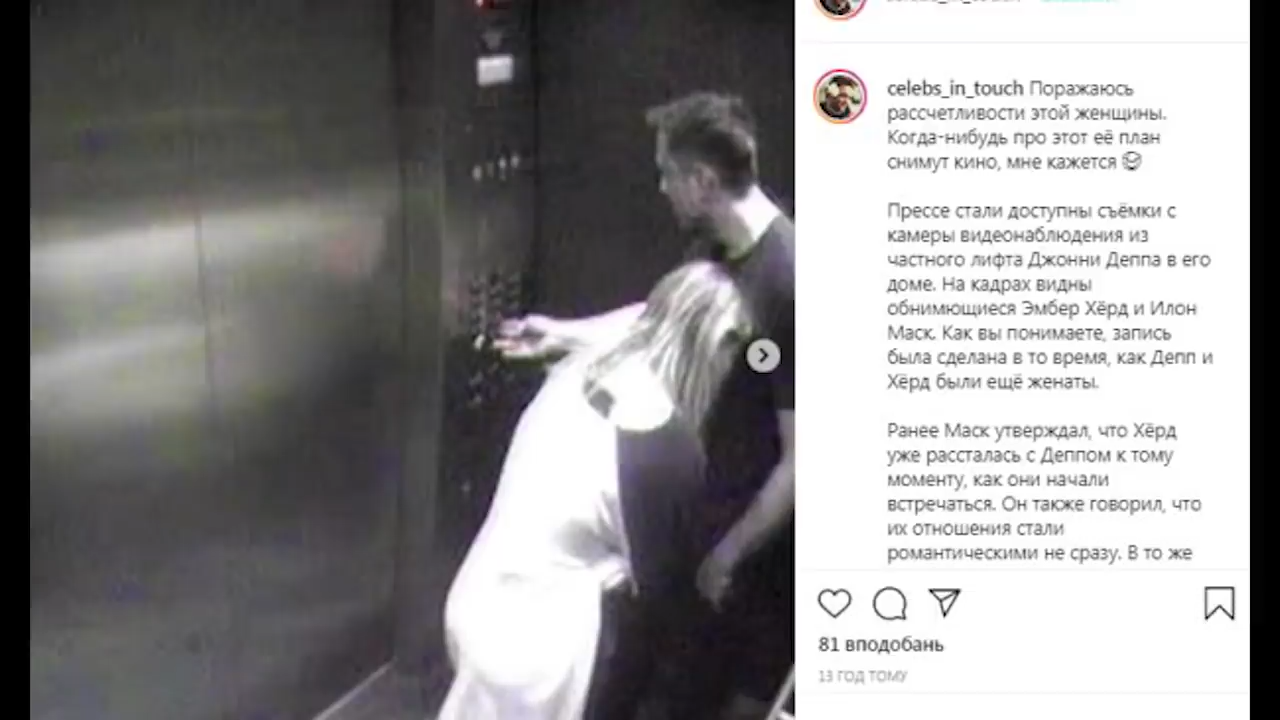 celebs_in_touch Поражаюсь
рассчетливости этой женщины.
Когда-нибудь про этот её план
снимут кино, мне кажется
Прессе стали доступны съёмки с
камеры видеонаблюдения из
частного лифта Джонни Деппа в его
доме. На кадрах видны
обнимющиеся Эмбер Хёрд и Илон
Маск. Как вы понимаете, запись
была сделана в то время, как Депп и
Хёрд были ещё женаты.
Ранее Маск утверждал, что Хёрд
уже рассталась с Деппом к тому
моменту, как они начали
встречаться. Он также говорил, что
их отношения стали
романтическими не сразу. В то же
81 вподобань
13 ГОД ТОМУ